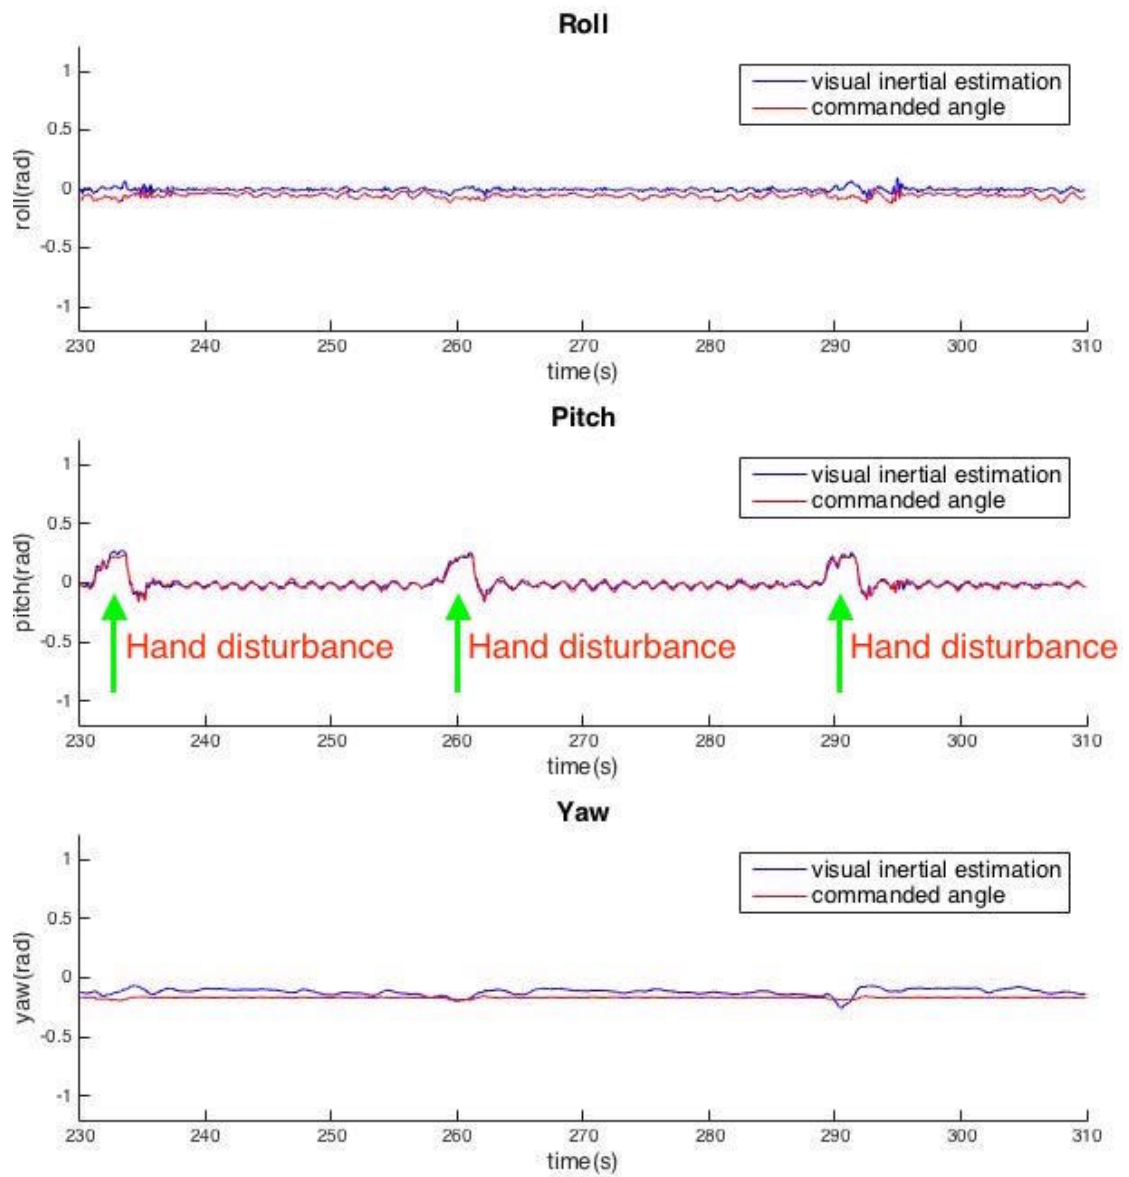 Roll
1
visual inertial estimation
commanded angle
0.5
0
-0.5
-1
roll(rad)
230 240 250 260 270 280 290 300 310
time(s)
Pitch
1
visual inertial estimation
commanded angle
0.5
0
-0.5
-1
pitch(rad)
Hand disturbance Hand disturbance Hand disturbance
230 240 250 260 270 280 290 300 310
time(s)
Yaw
1
visual inertial estimation
commanded angle
0.5
0
-0.5
-1
yaw(rad)
230 240 250 260 270 280 290 300 310
time(s)